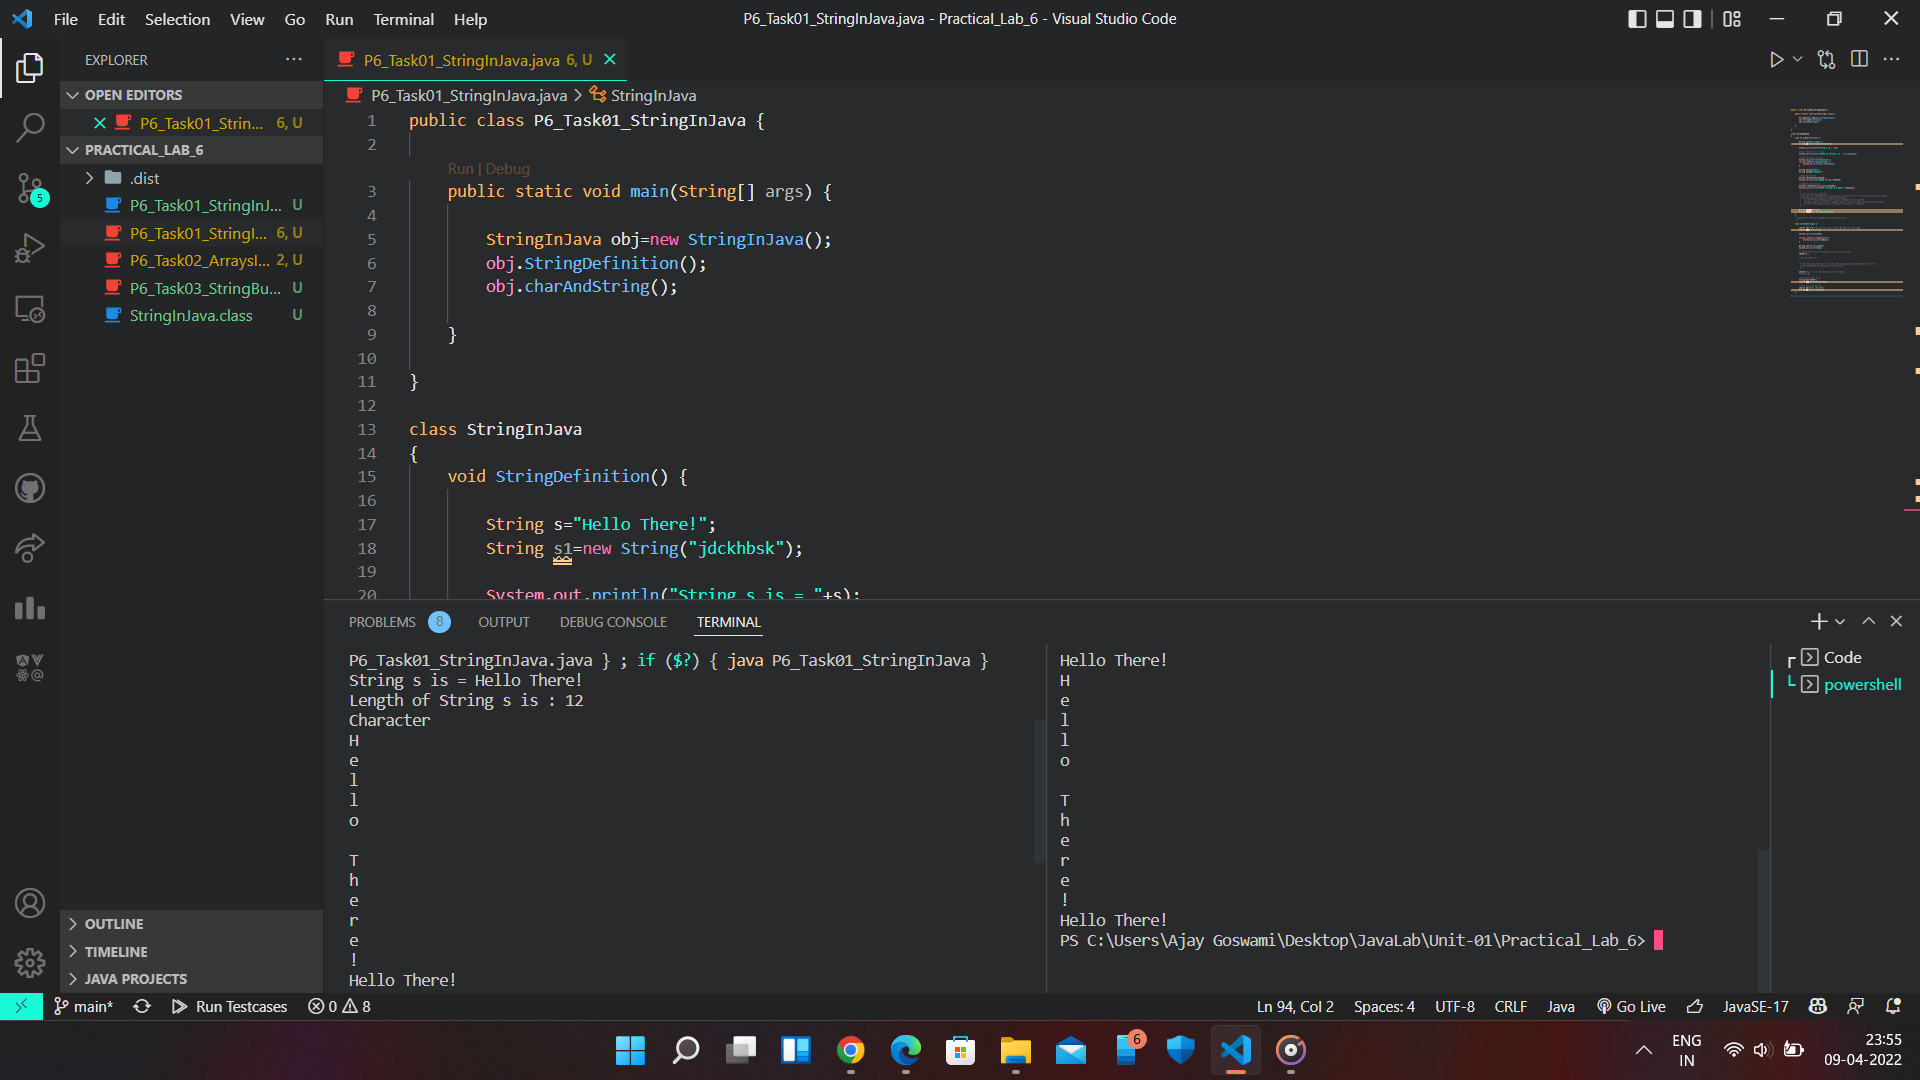 File Edit Selection View Go Run Terminal Help
P6_Task01_StringInJava.java - Practical_Lab_6 - Visual Studio Code
EXPLORER
OPEN EDITORS
P6_Task01_Strin... 6, U
PRACTICAL_LAB_6
.dist
P6_Task01_StringInJ... U
P6_Task01_StringI... 6, U
P6_Task02_ArraysI... 2, U
P6_Task03_StringBu... U
StringInJava.class U
OUTLINE
TIMELINE
JAVA PROJECTS
5
P6_Task01_StringInJava.java 6, U
P6_Task01_StringInJava.java > StringInJava
1 public class P6_Task01_StringInJava {
2
Run | Debug
3 public static void main(String[] args) {
4
5 StringInJava obj=new StringInJava();
6 obj.StringDefinition();
7 obj.charAndString();
8
9 }
10
11 }
12
13 class StringInJava
14 {
15 void StringDefinition() {
16
17 String s="Hello There!";
18 String s1=new String("jdckhbsk");
19
20 System.out.println("String s is = "+s);
PROBLEMS 8 OUTPUT DEBUG CONSOLE TERMINAL
P6_Task01_StringInJava.java } ; if ($?) { java P6_Task01_StringInJava }
String s is = Hello There!
Length of String s is : 12
Character
H
e
l
l
o
T
h
e
r
e
!
Hello There!
Hello There!
H
e
l
l
o
T
h
e
r
e
!
Hello There!
PS C:\Users\Ajay Goswami\Desktop\JavaLab\Unit-01\Practical_Lab_6>
Code
powershell
main* Run Testcases 0 8
Ln 94, Col 2 Spaces: 4 UTF-8 CRLF Java Go Live JavaSE-17
6
ENG
IN
23:55
09-04-2022